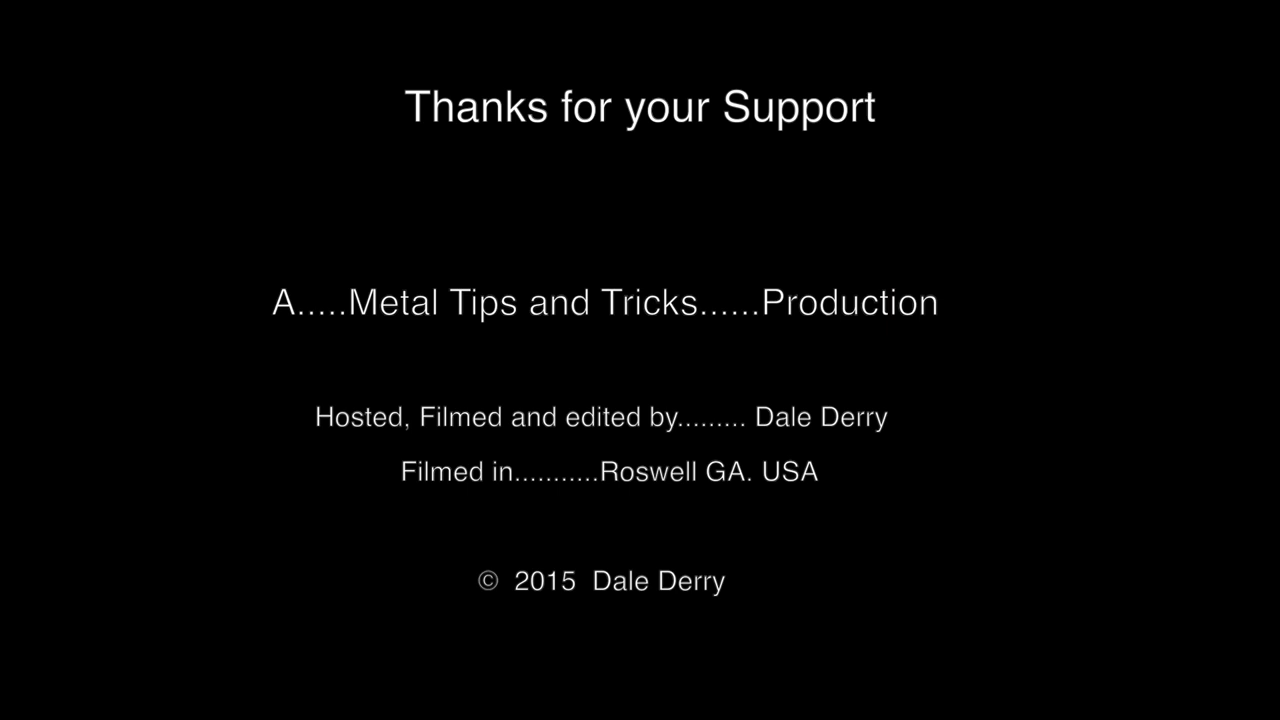 Thanks for your Support
A.....Metal Tips and Tricks......Production
Hosted, Filmed and edited by......... Dale Derry
Filmed in...........Roswell GA. USA
© 2015 Dale Derry